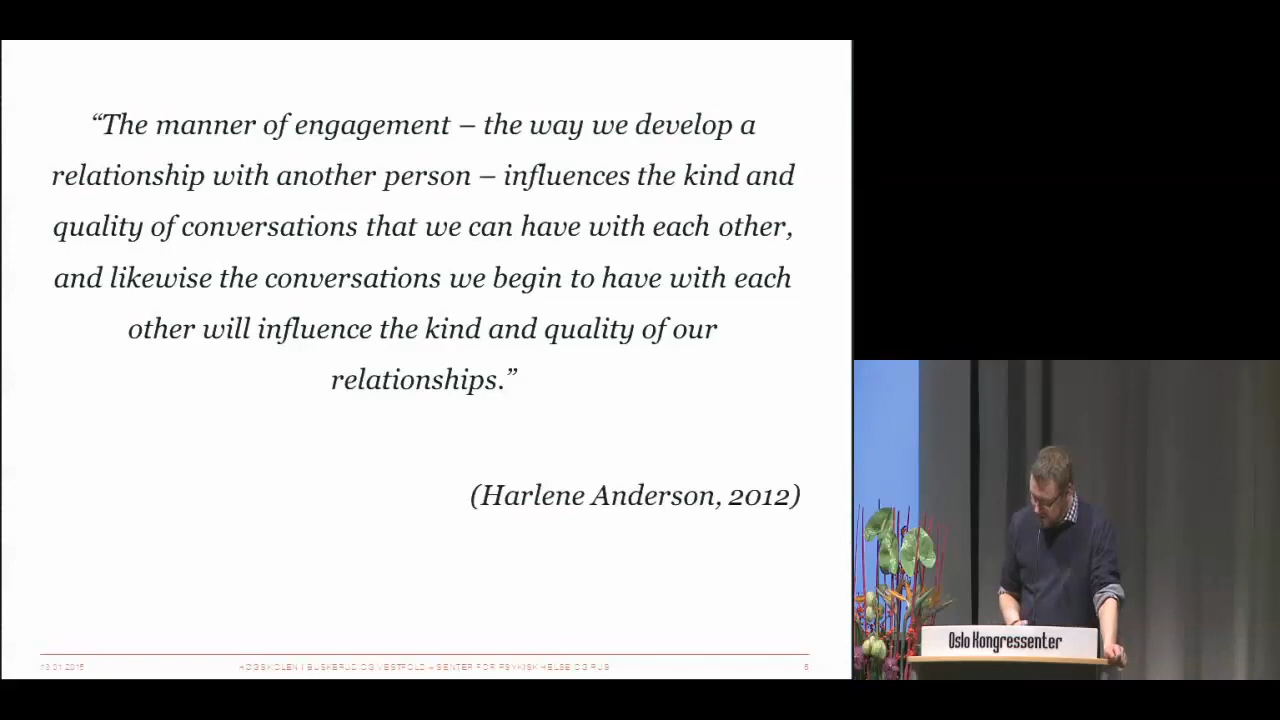 “The manner of engagement – the way we develop a
relationship with another person – influences the kind and
quality of conversations that we can have with each other,
and likewise the conversations we begin to have with each
other will influence the kind and quality of our
relationships.”
(Harlene Anderson, 2012)
Oslo Kongressenter
13.01.2015
HØGSKOLEN I BUSKERUD OG VESTFOLD – SENTER FOR PSYKISK HELSE OG RUS